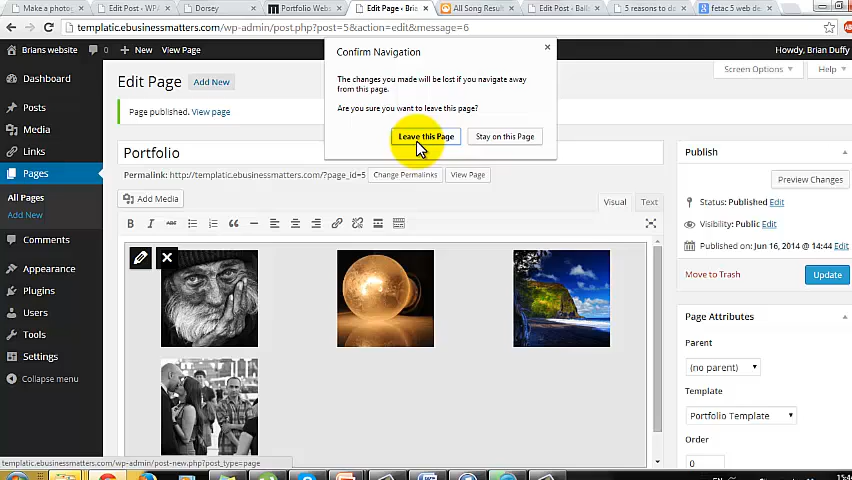 Make a photog
Edit Post ‹ WPA
Dorsey
Portfolio Websit
Edit Page ‹ Bria
All Song Result
Edit Post ‹ Ball
5 reasons to da
fetac 5 web de
templatic.ebusinessmatters.com/wp-admin/post.php?post=5&action=edit&message=6
Brians website
0
+ New
View Page
Howdy, Brian Duffy
Confirm Navigation
The changes you made will be lost if you navigate away
from this page.
Are you sure you want to leave this page?
Leave this Page
Stay on this Page
Screen Options
Help
Dashboard
Posts
Media
Links
Pages
All Pages
Add New
Comments
Appearance
Plugins
Users
Tools
Settings
Collapse menu
Edit Page
Add New
Page published. View page
Portfolio
Permalink: http://templatic.ebusinessmatters.com/?page_id=5
Change Permalinks
View Page
Add Media
Visual
Text
B
I
ABC
Publish
Preview Changes
Status: Published Edit
Visibility: Public Edit
Published on: Jun 16, 2014 @ 14:44 Edit
Move to Trash
Update
Page Attributes
Parent
(no parent)
Template
Portfolio Template
Order
0
templatic.ebusinessmatters.com/wp-admin/post-new.php?post_type=page